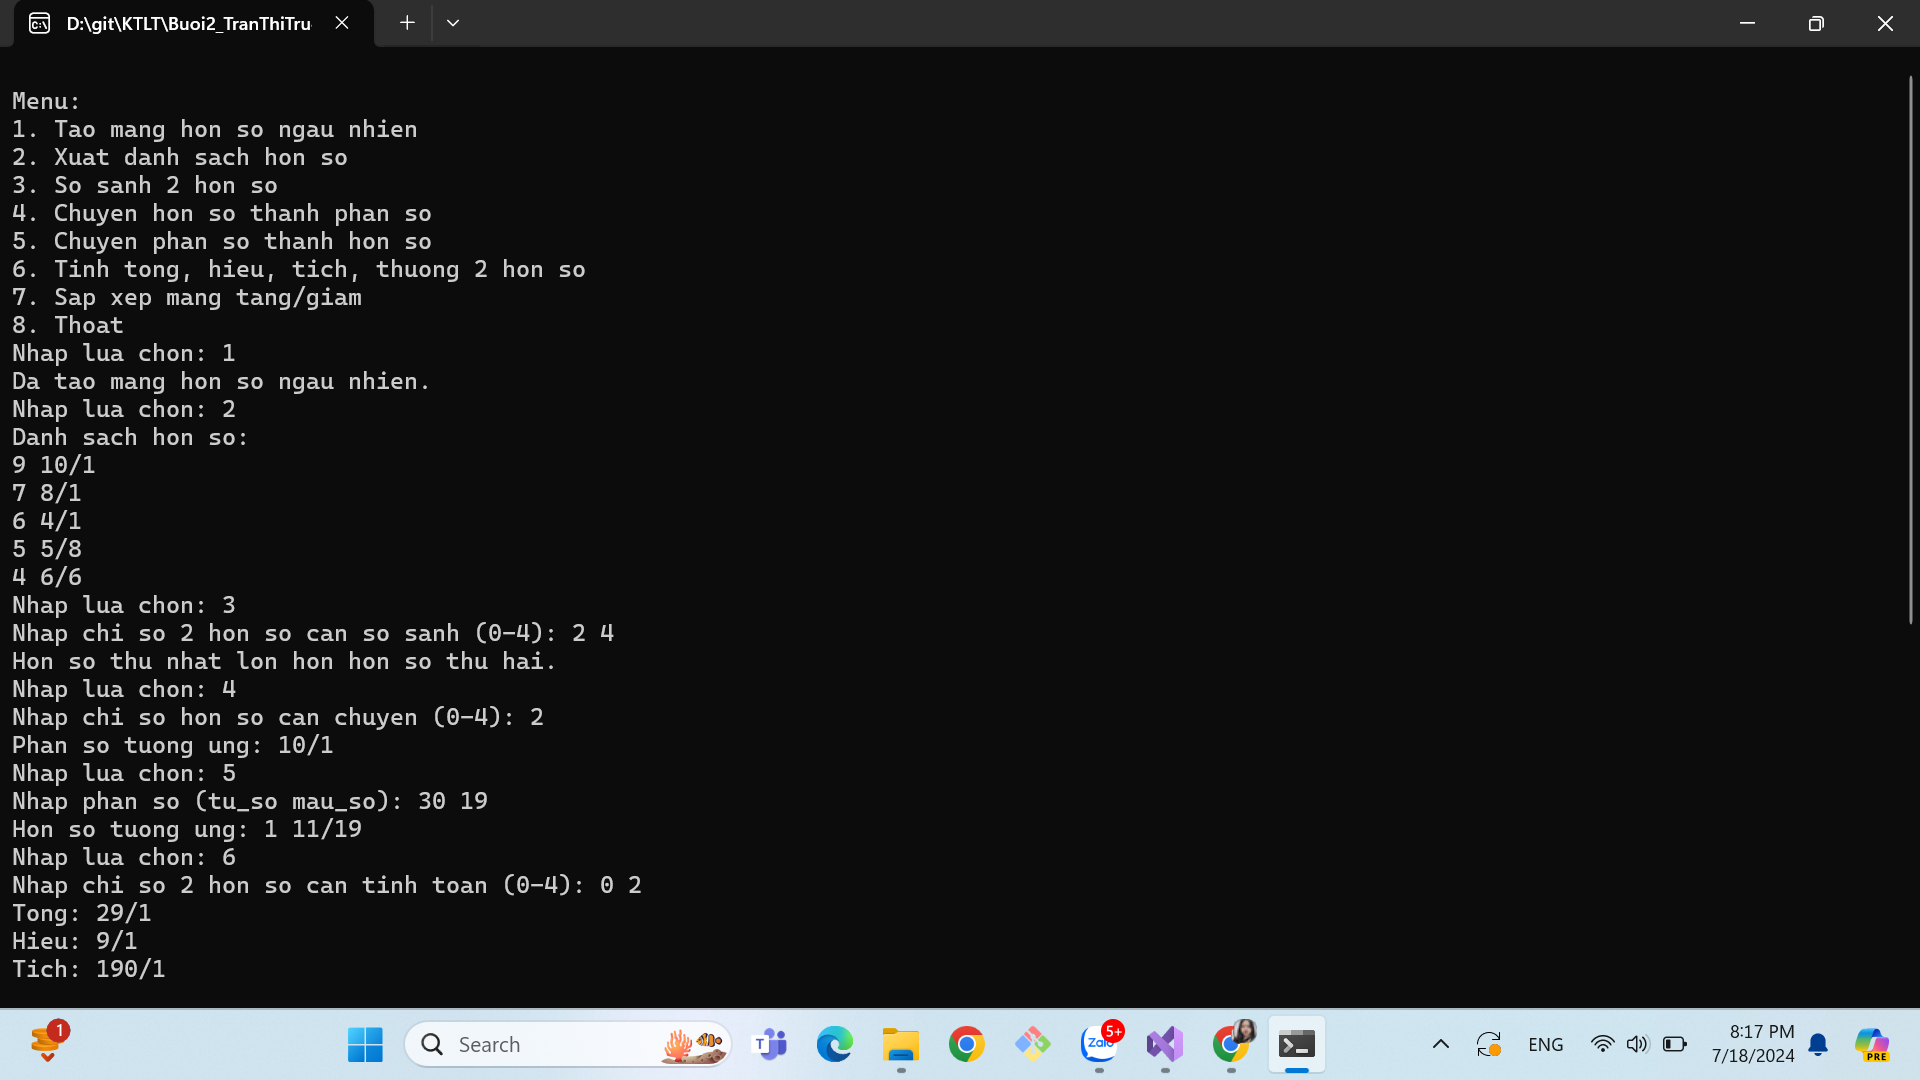 D:\git\KTLT\Buoi2_TranThiTru
Menu:
1. Tao mang hon so ngau nhien
2. Xuat danh sach hon so
3. So sanh 2 hon so
4. Chuyen hon so thanh phan so
5. Chuyen phan so thanh hon so
6. Tinh tong, hieu, tich, thuong 2 hon so
7. Sap xep mang tang/giam
8. Thoat
Nhap lua chon: 1
Da tao mang hon so ngau nhien.
Nhap lua chon: 2
Danh sach hon so:
9 10/1
7 8/1
6 4/1
5 5/8
4 6/6
Nhap lua chon: 3
Nhap chi so 2 hon so can so sanh (0-4): 2 4
Hon so thu nhat lon hon hon so thu hai.
Nhap lua chon: 4
Nhap chi so hon so can chuyen (0-4): 2
Phan so tuong ung: 10/1
Nhap lua chon: 5
Nhap phan so (tu_so mau_so): 30 19
Hon so tuong ung: 1 11/19
Nhap lua chon: 6
Nhap chi so 2 hon so can tinh toan (0-4): 0 2
Tong: 29/1
Hieu: 9/1
Tich: 190/1
1
Search
T
Zalo
5+
ENG
8:17 PM
7/18/2024
PRE